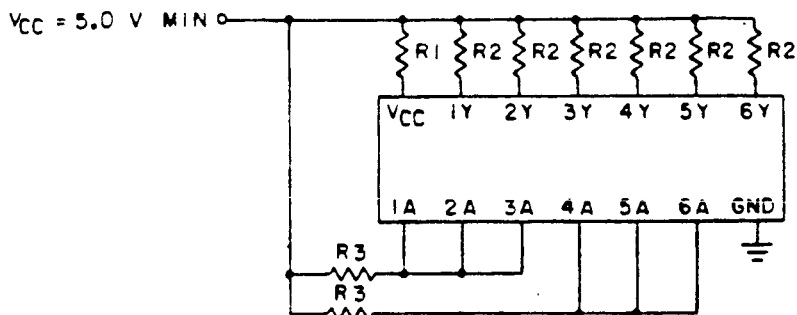 VCC = 5.0 V MIN
R1 R2 R2 R2 R2 R2 R2
VCC 1Y 2Y 3Y 4Y 5Y 6Y
1A 2A 3A 4A 5A 6A GND
R3
R3